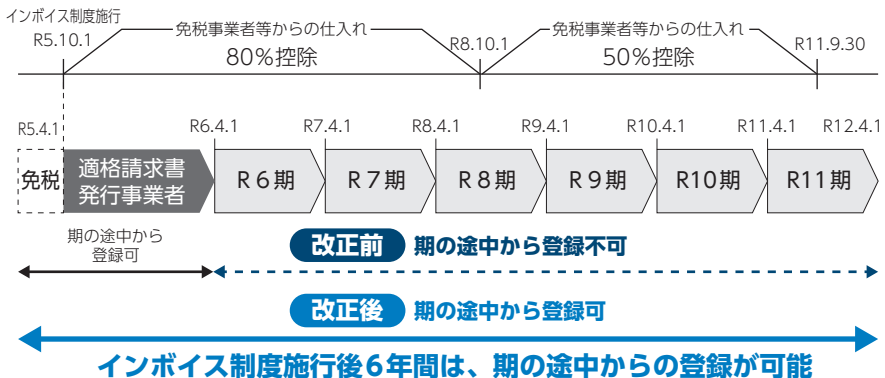 インボイス制度施行
R5.10.1
免税事業者等からの仕入れ
80%控除
R8.10.1
免税事業者等からの仕入れ
50%控除
R11.9.30
R5.4.1
R6.4.1
R7.4.1
R8.4.1
R9.4.1
R10.4.1
R11.4.1
R12.4.1
免税
適格請求書
発行事業者
R6期
R7期
R8期
R9期
R10期
R11期
期の途中から
登録可
改正前 期の途中から登録不可
改正後 期の途中から登録可
インボイス制度施行後6年間は、期の途中からの登録が可能